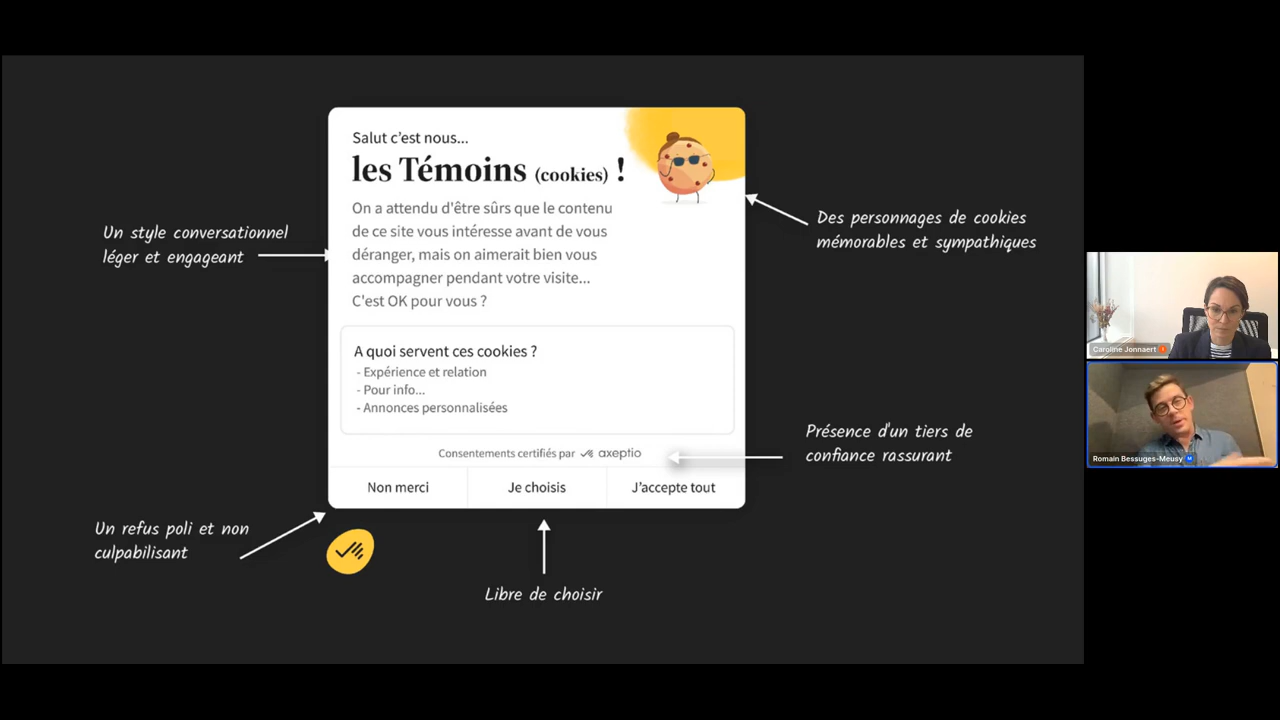 Salut c'est nous...
les Témoins (cookies) !
On a attendu d'être sûrs que le contenu
de ce site vous intéresse avant de vous
déranger, mais on aimerait bien vous
accompagner pendant votre visite...
C'est OK pour vous ?
A quoi servent ces cookies ?
- Expérience et relation
- Pour info...
- Annonces personnalisées
Consentements certifiés par axeptio
Non merci
Je choisis
J'accepte tout
Un style conversationnel
léger et engageant
Des personnages de cookies
mémorables et sympathiques
Présence d'un tiers de
confiance rassurant
Un refus poli et non
culpabilisant
Libre de choisir
Caroline Jonnaert
Romain Bessuges-Meusy